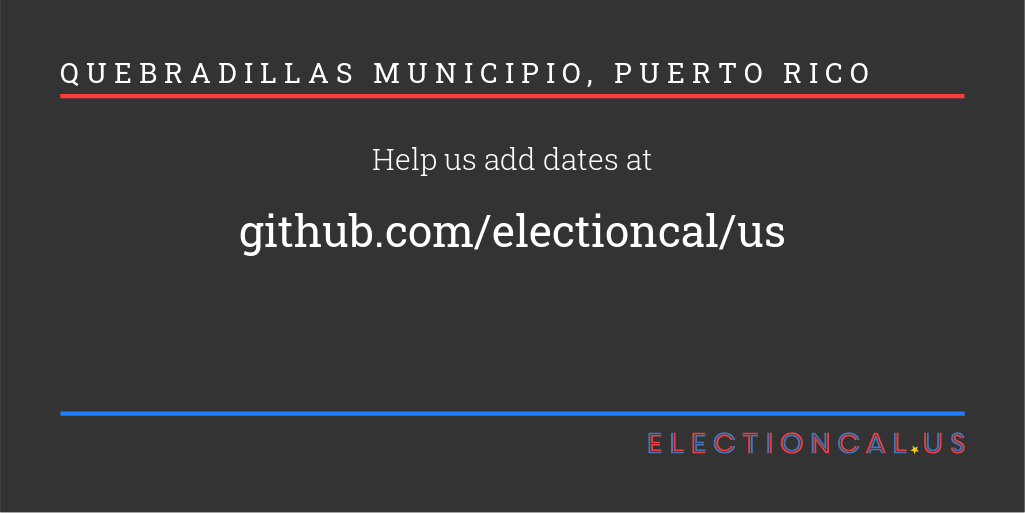 QUEBRADILLAS MUNICIPIO, PUERTO RICO
Help us add dates at
github.com/electioncal/us
ELECTIONCAL.US